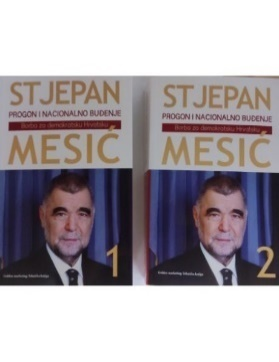 STJEPAN
PROGON I NACIONALNO BUĐENJE
Borba za demokratsku Hrvatsku
MESIĆ
1
STJEPAN
PROGON I NACIONALNO BUĐENJE
Borba za demokratsku Hrvatsku
MESIĆ
2